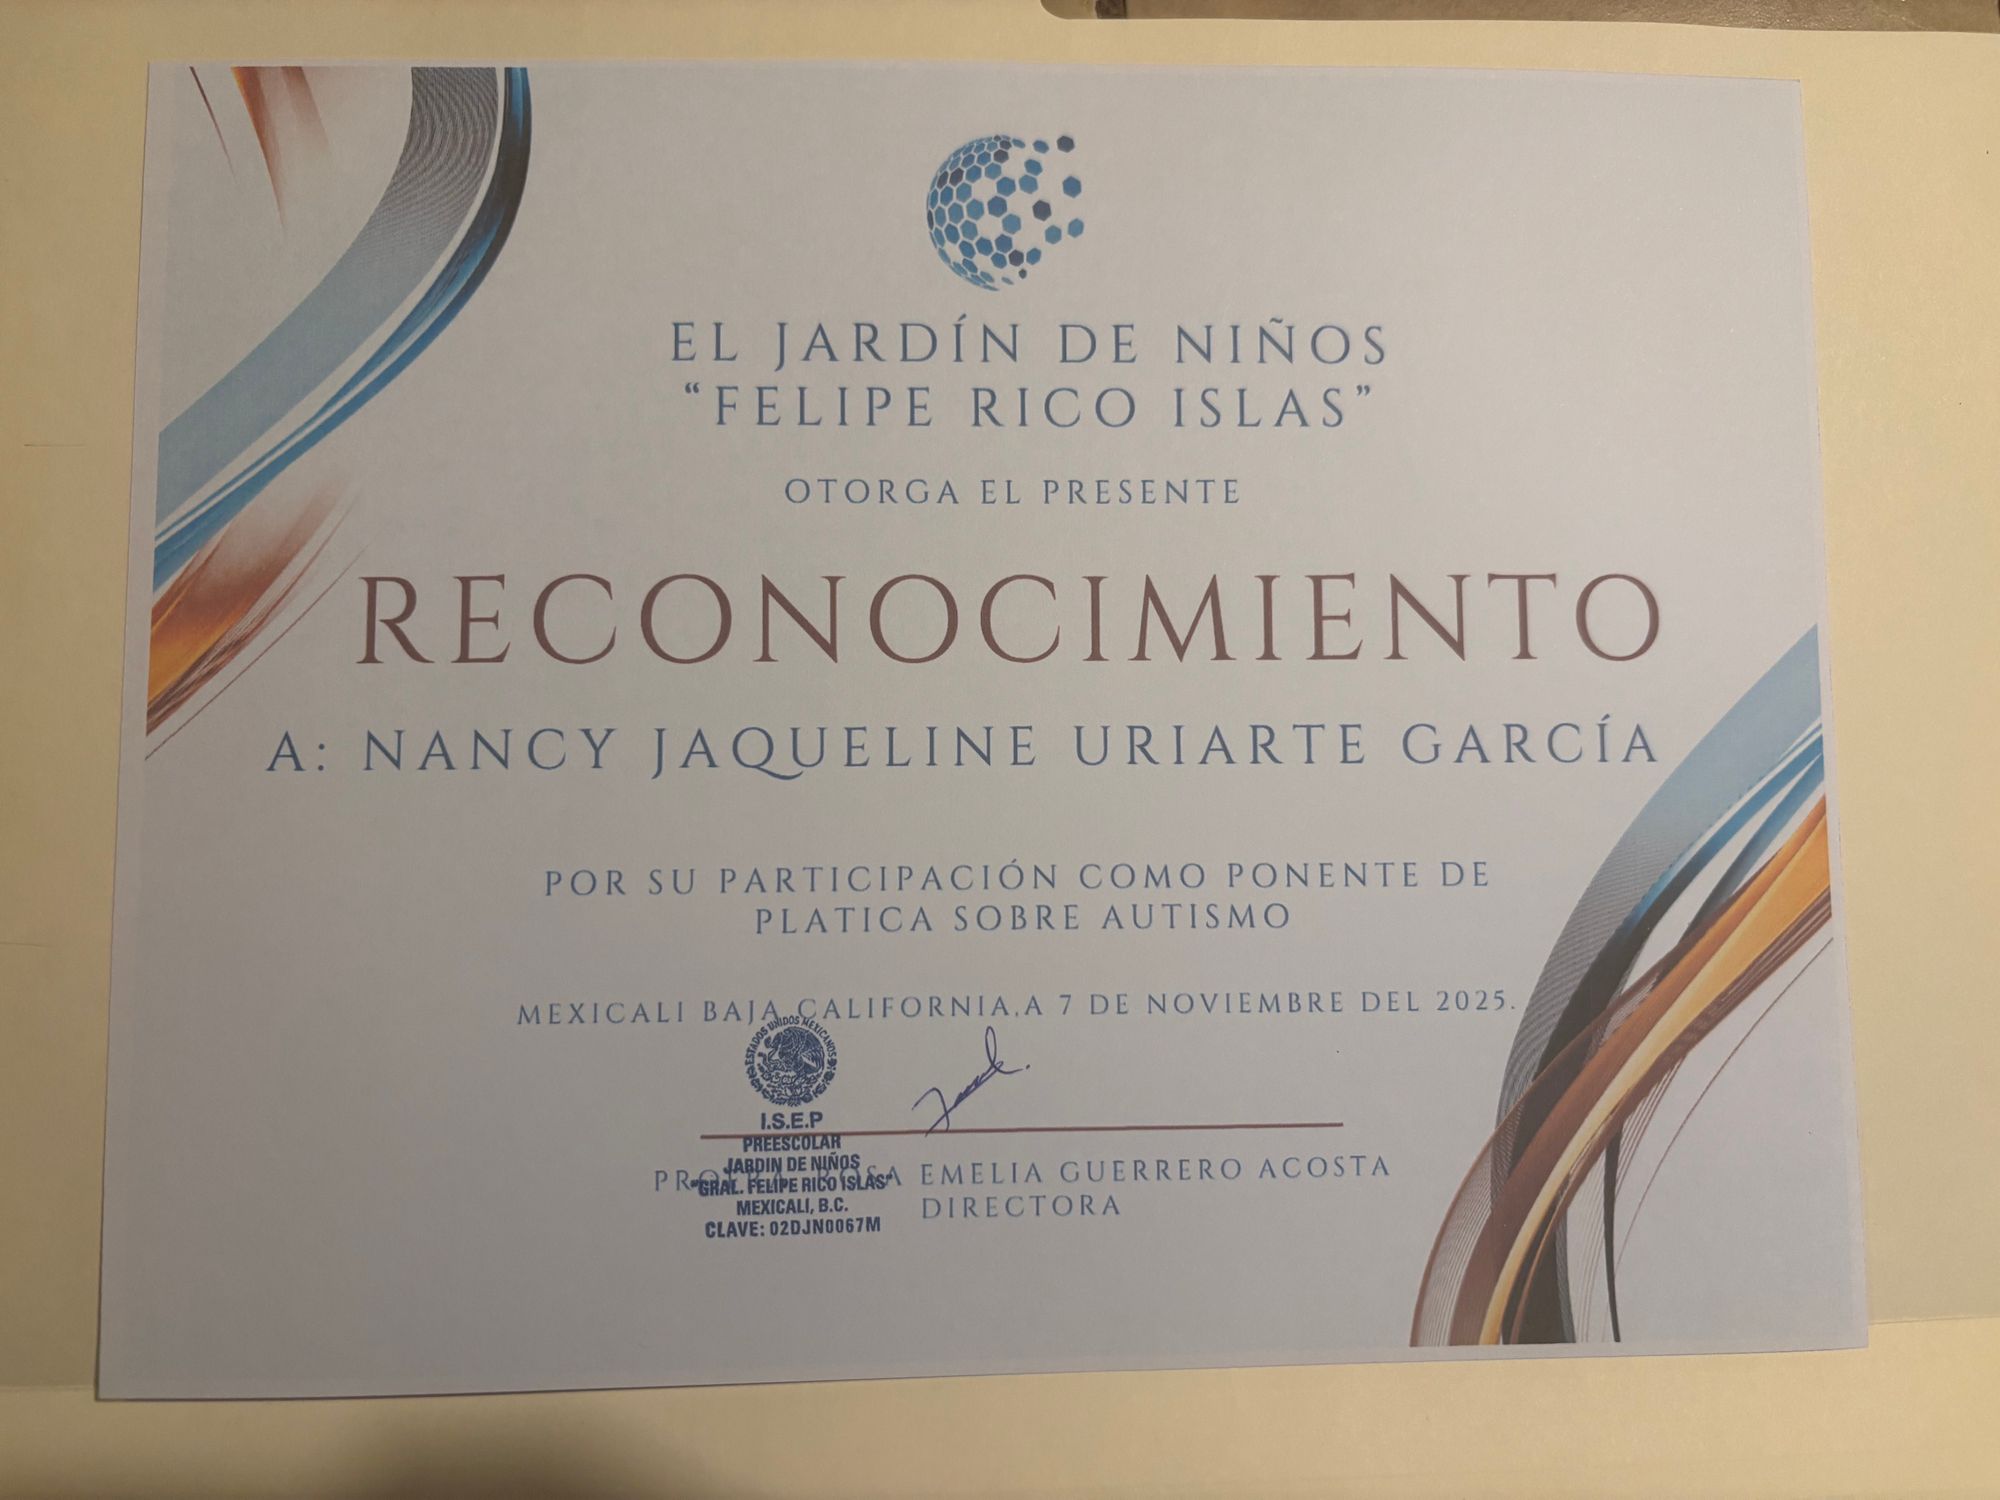 EL JARDÍN DE NIÑOS
“FELIPE RICO ISLAS”
OTORGA EL PRESENTE
RECONOCIMIENTO
A: NANCY JAQUELINE URIARTE GARCÍA
POR SU PARTICIPACIÓN COMO PONENTE DE
PLATICA SOBRE AUTISMO
MEXICALI BAJA CALIFORNIA,A 7 DE NOVIEMBRE DEL 2025.
ESTADOS UNIDOS MEXICANOS
I.S.E.P
PREESCOLAR
JARDIN DE NIÑOS
"GRAL. FELIPE RICO ISLAS"
MEXICALI, B.C.
CLAVE: 02DJN0067M
EMELIA GUERRERO ACOSTA
DIRECTORA